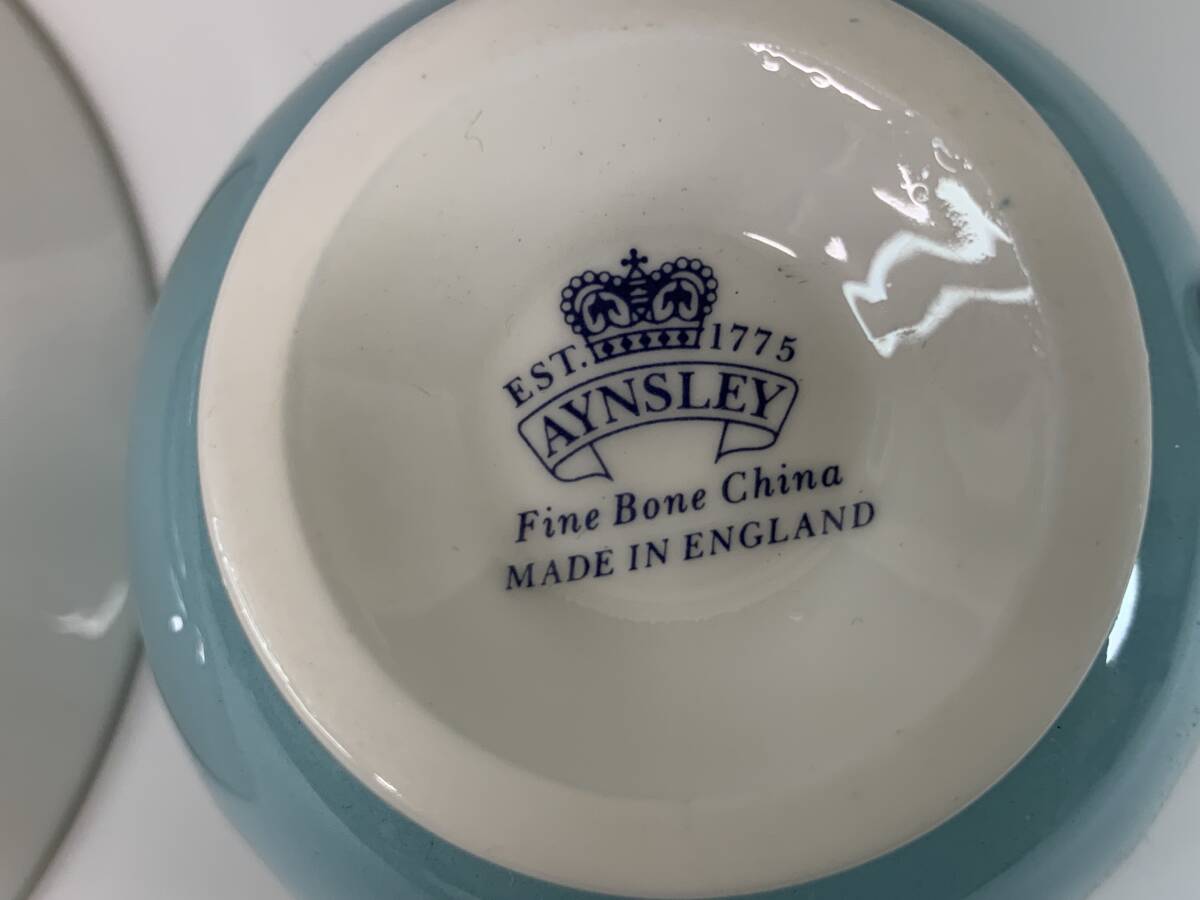 EST. 1775
AYNSLEY
Fine Bone China
MADE IN ENGLAND